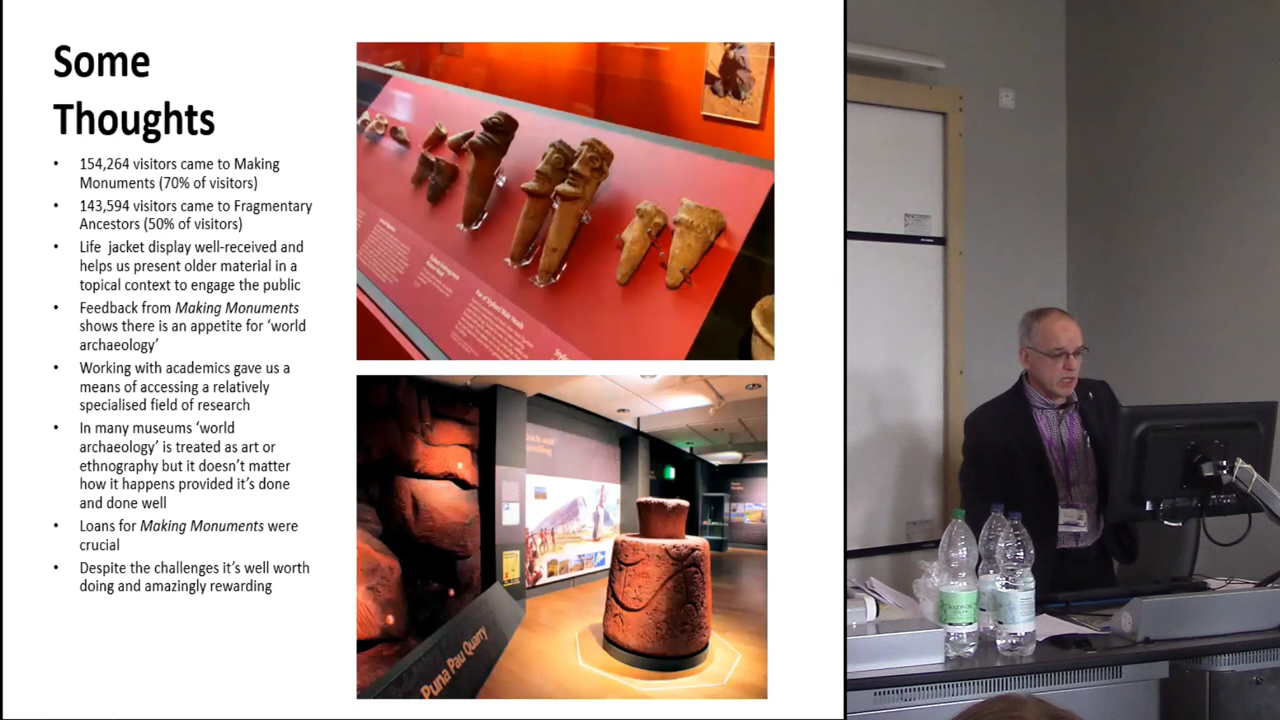 Some
Thoughts
• 154,264 visitors came to Making
Monuments (70% of visitors)
• 143,594 visitors came to Fragmentary
Ancestors (50% of visitors)
• Life jacket display well-received and
helps us present older material in a
topical context to engage the public
• Feedback from Making Monuments
shows there is an appetite for ‘world
archaeology’
• Working with academics gave us a
means of accessing a relatively
specialised field of research
• In many museums ‘world
archaeology’ is treated as art or
ethnography but it doesn’t matter
how it happens provided it’s done
and done well
• Loans for Making Monuments were
crucial
• Despite the challenges it’s well worth
doing and amazingly rewarding
Puna Pau Quarry